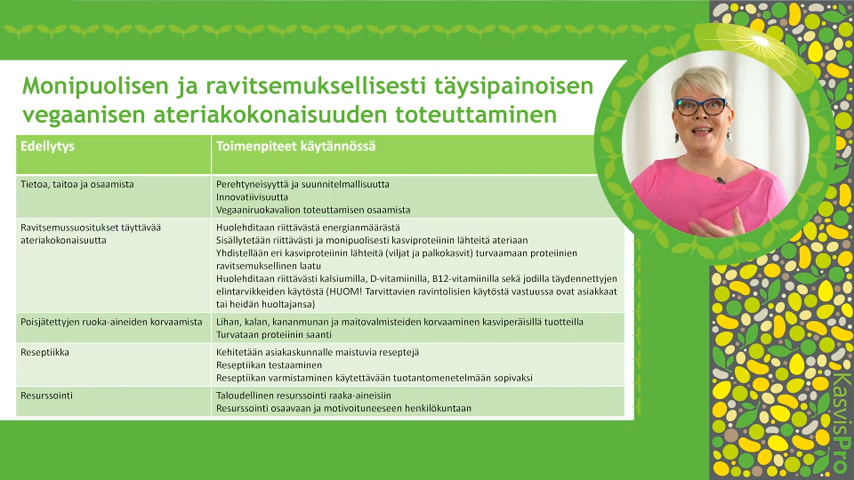 Monipuolisen ja ravitsemuksellisesti täysipainoisen
vegaanisen ateriakokonaisuuden toteuttaminen
Edellytys
Toimenpiteet käytännössä
Tietoa, taitoa ja osaamista
Perehtyneisyyttä ja suunnitelmallisuutta
Innovatiivisuutta
Vegaaniruokavalion toteuttamisen osaamista
Ravitsemussuositukset täyttävää
ateriakokonaisuutta
Huolehditaan riittävästä energianmäärästä
Sisällytetään riittävästi ja monipuolisesti kasviproteiinin lähteitä ateriaan
Yhdistellään eri kasviproteiinin lähteitä (viljat ja palkokasvit) turvaamaan proteiinien
ravitsemuksellinen laatu
Huolehditaan riittävästi kalsiumilla, D-vitamiinilla, B12-vitamiinilla sekä jodilla täydennettyjen
elintarvikkeiden käytöstä (HUOM! Tarvittavien ravintolisien käytöstä vastuussa ovat asiakkaat
tai heidän huoltajansa)
Poisjätettyjen ruoka-aineiden korvaamista
Lihan, kalan, kananmunan ja maitovalmisteiden korvaaminen kasviperäisillä tuotteilla
Turvataan proteiinin saanti
Reseptiikka
Kehitetään asiakaskunnalle maistuvia reseptejä
Reseptiikan testaaminen
Reseptiikan varmistaminen käytettävään tuotantomenetelmään sopivaksi
Resurssointi
Taloudellinen resurssointi raaka-aineisiin
Resurssointi osaavaan ja motivoituneeseen henkilökuntaan
KasvisPro